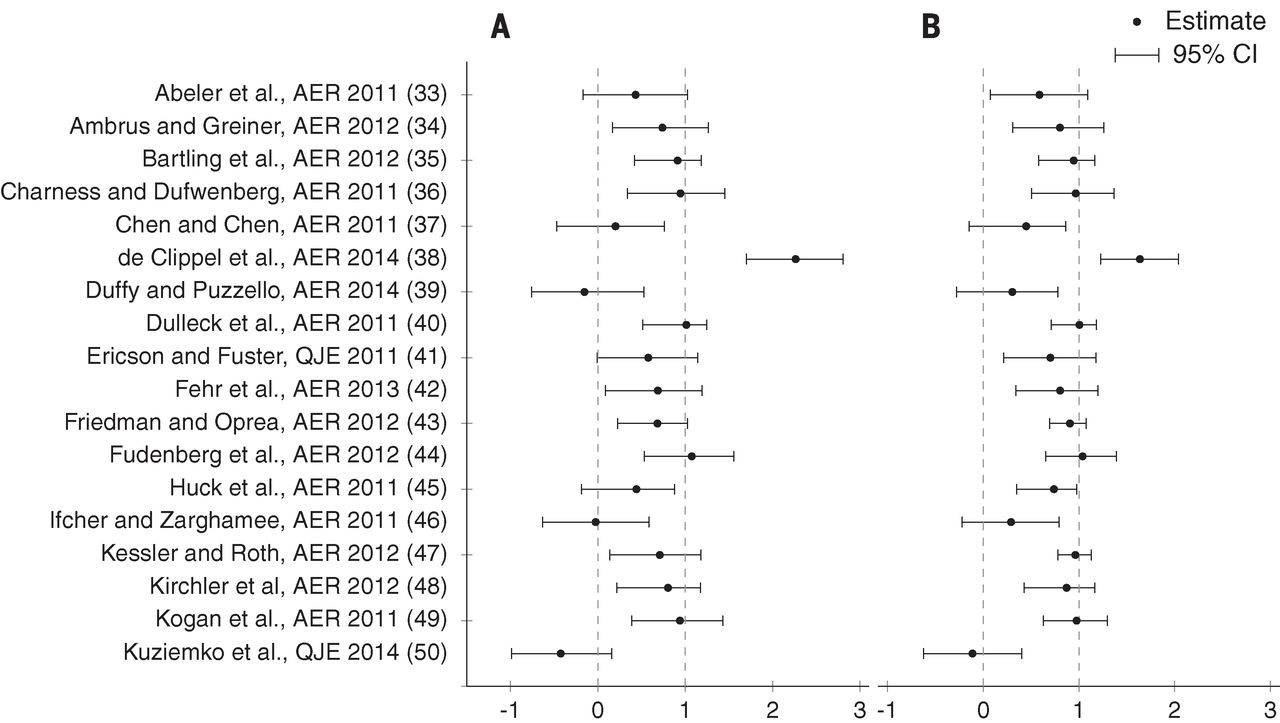 A
B
Estimate
95% CI
Abeler et al., AER 2011 (33)
Ambrus and Greiner, AER 2012 (34)
Bartling et al., AER 2012 (35)
Charness and Dufwenberg, AER 2011 (36)
Chen and Chen, AER 2011 (37)
de Clippel et al., AER 2014 (38)
Duffy and Puzzello, AER 2014 (39)
Dulleck et al., AER 2011 (40)
Ericson and Fuster, QJE 2011 (41)
Fehr et al., AER 2013 (42)
Friedman and Oprea, AER 2012 (43)
Fudenberg et al., AER 2012 (44)
Huck et al., AER 2011 (45)
Ifcher and Zarghamee, AER 2011 (46)
Kessler and Roth, AER 2012 (47)
Kirchler et al, AER 2012 (48)
Kogan et al., AER 2011 (49)
Kuziemko et al., QJE 2014 (50)
-1 0 1 2 3 -1 0 1 2 3